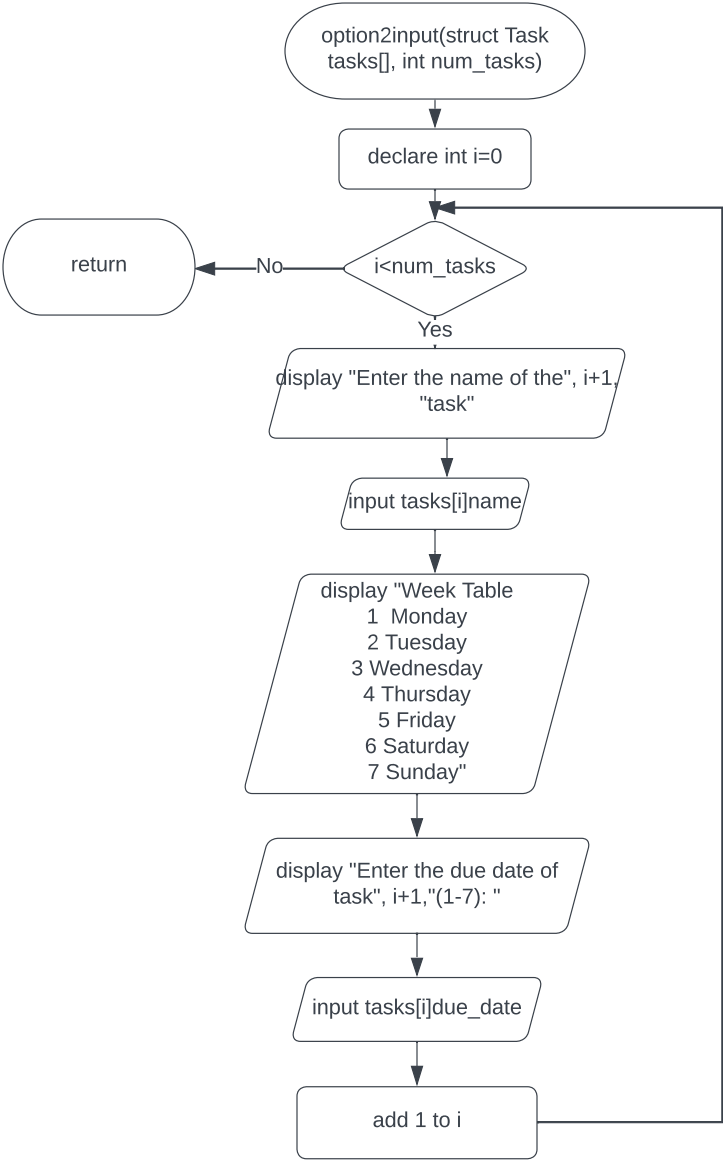 option2input(struct Task
tasks[], int num_tasks)
declare int i=0
i<num_tasks
No
return
Yes
display "Enter the name of the", i+1,
"task"
input tasks[i]name
display "Week Table
1  Monday
2 Tuesday
3 Wednesday
4 Thursday
5 Friday
6 Saturday
7 Sunday"
display "Enter the due date of
task", i+1,"(1-7): "
input tasks[i]due_date
add 1 to i